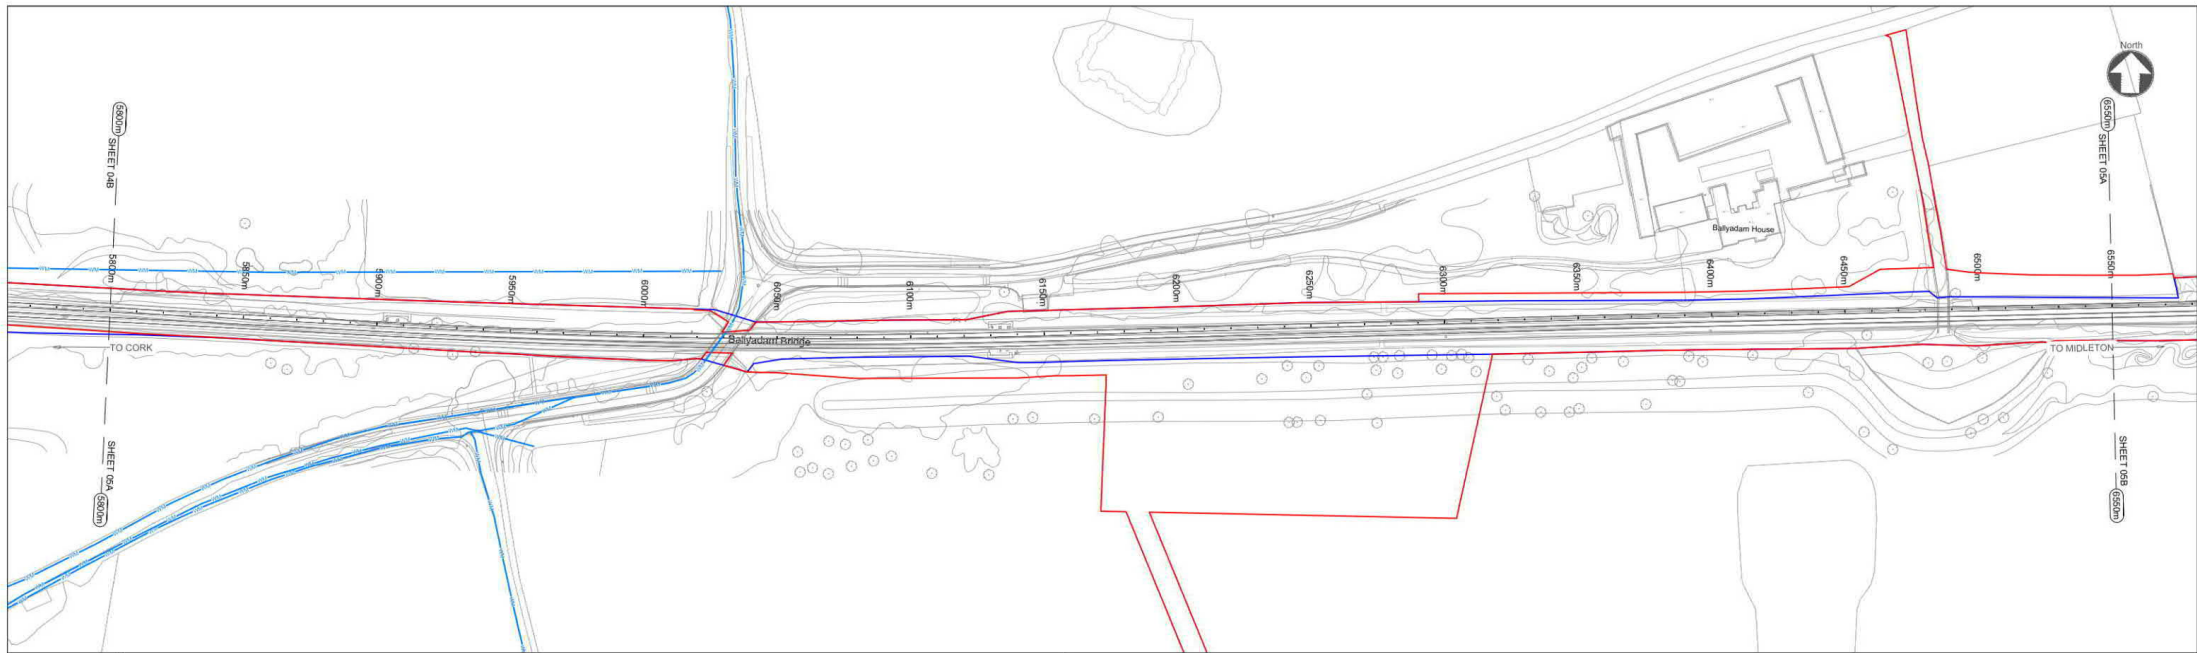 North
5800m
SHEET 04B
6550m
SHEET 05A
Ballyadam House
5800m
5850m
5900m
5950m
6000m
6050m
6100m
6150m
6200m
6250m
6300m
6350m
6400m
6450m
6500m
6550m
Ballyadam Bridge
TO CORK
TO MIDLETON
SHEET 05A
5800m
SHEET 05B
6550m